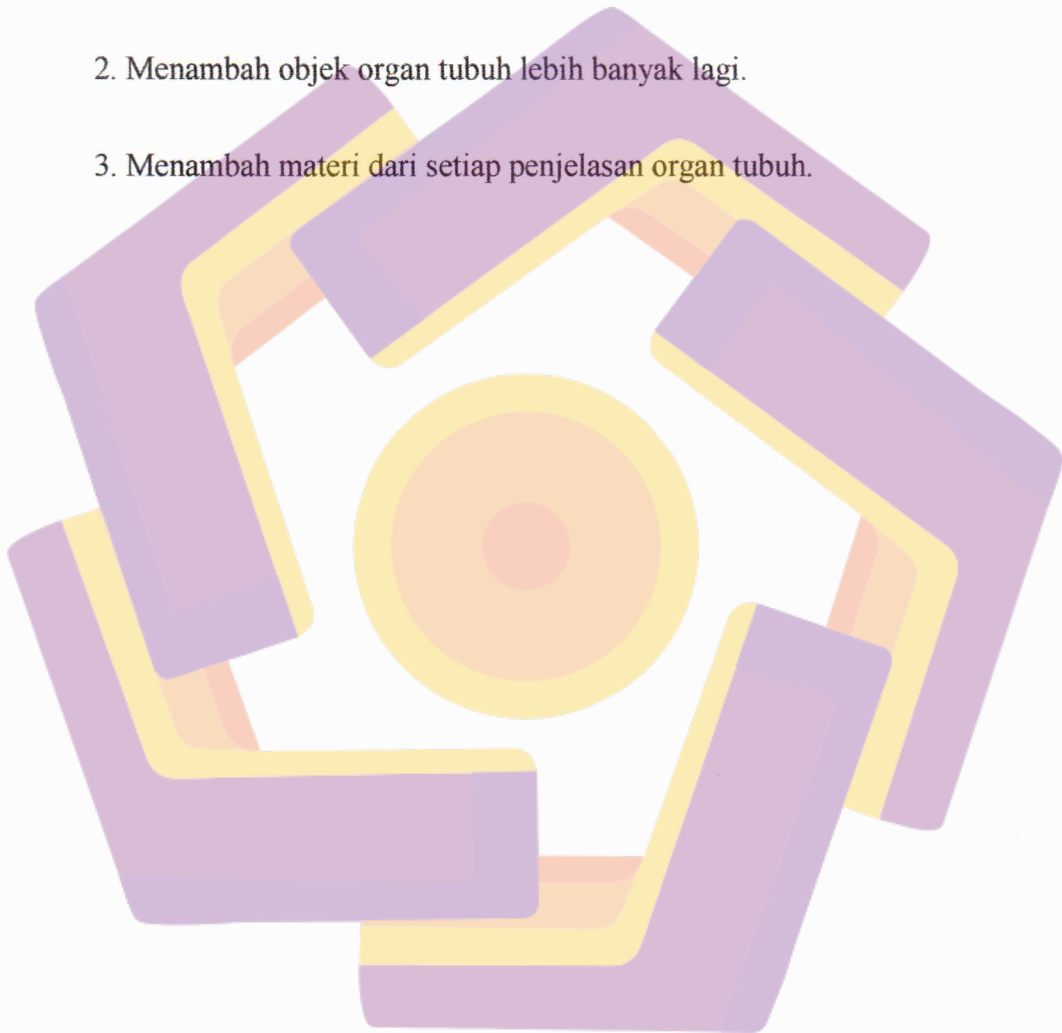 2. Menambah objek organ tubuh lebih banyak lagi.
3. Menambah materi dari setiap penjelasan organ tubuh.